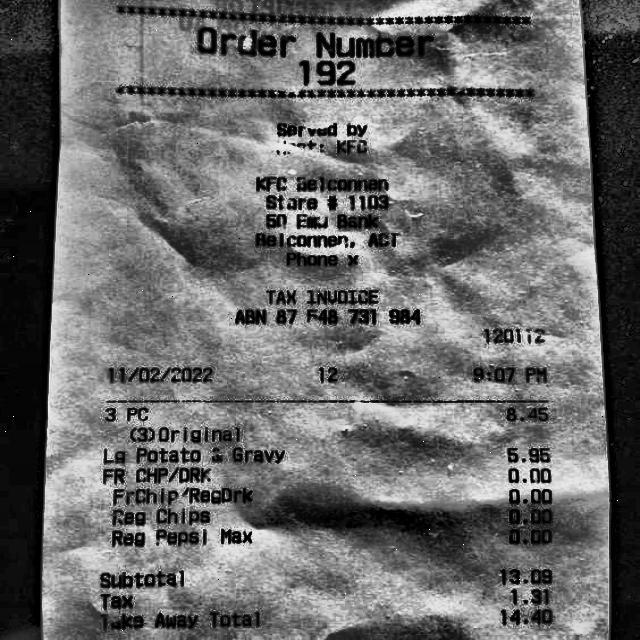 ************************************
Order Number
192
************************************
Served by
KFC
KFC Belconnen
Store # 1103
50 Emu Bank
Belconnen, ACT
Phone x
TAX INVOICE
ABN 87 648 731 984
120112
11/02/2022 12 9:07 PM
3 PC 8.45
(3)Original
Lg Potato & Gravy 5.95
FR CHP/DRK 0.00
FrChip/RegDrk 0.00
Reg Chips 0.00
Reg Pepsi Max 0.00
Subtotal 13.09
Tax 1.31
Take Away Total 14.40